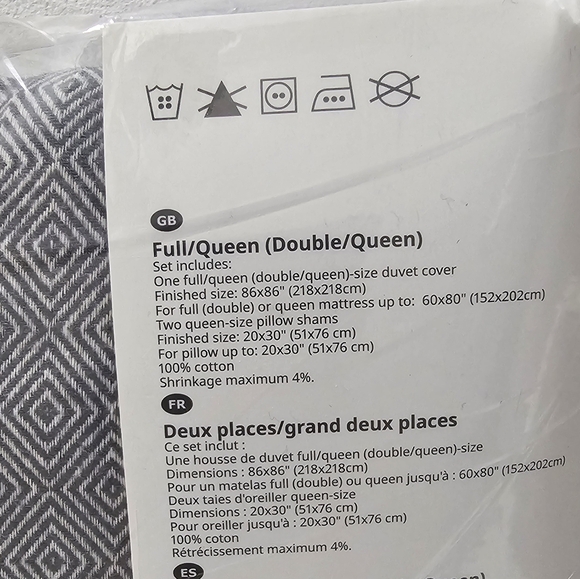 GB
Full/Queen (Double/Queen)
Set includes:
One full/queen (double/queen)-size duvet cover
Finished size: 86x86" (218x218cm)
For full (double) or queen mattress up to: 60x80" (152x202cm)
Two queen-size pillow shams
Finished size: 20x30" (51x76 cm)
For pillow up to: 20x30" (51x76 cm)
100% cotton
Shrinkage maximum 4%.
FR
Deux places/grand deux places
Ce set inclut :
Une housse de duvet full/queen (double/queen)-size
Dimensions : 86x86" (218x218cm)
Pour un matelas full (double) ou queen jusqu'à : 60x80" (152x202cm)
Deux taies d'oreiller queen-size
Dimensions : 20x30" (51x76 cm)
Pour oreiller jusqu'à : 20x30" (51x76 cm)
100% coton
Rétrécissement maximum 4%.
ES